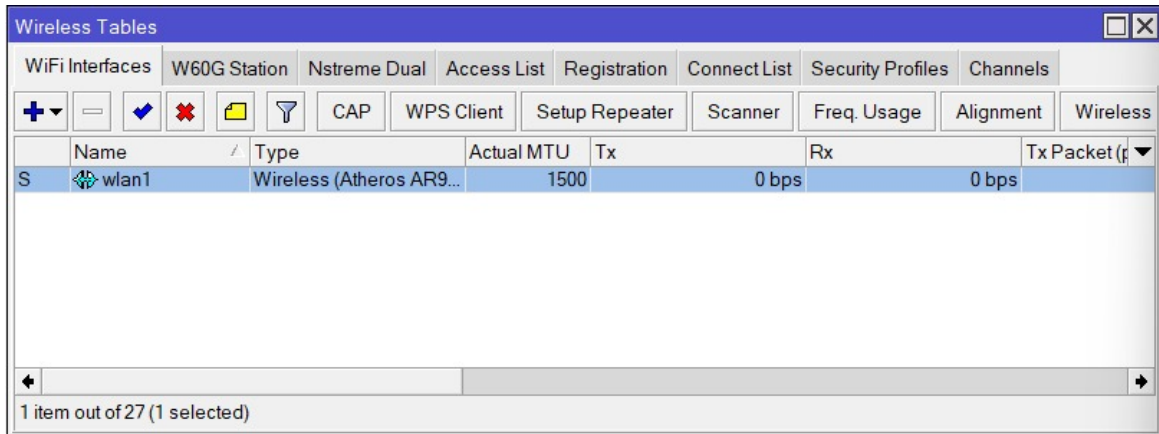 Wireless Tables
WiFi Interfaces W60G Station Nstreme Dual Access List Registration Connect List Security Profiles Channels
CAP WPS Client Setup Repeater Scanner Freq. Usage Alignment Wireless
Name Type Actual MTU Tx Rx Tx Packet (p
S wlan1 Wireless (Atheros AR9... 1500 0 bps 0 bps
1 item out of 27 (1 selected)